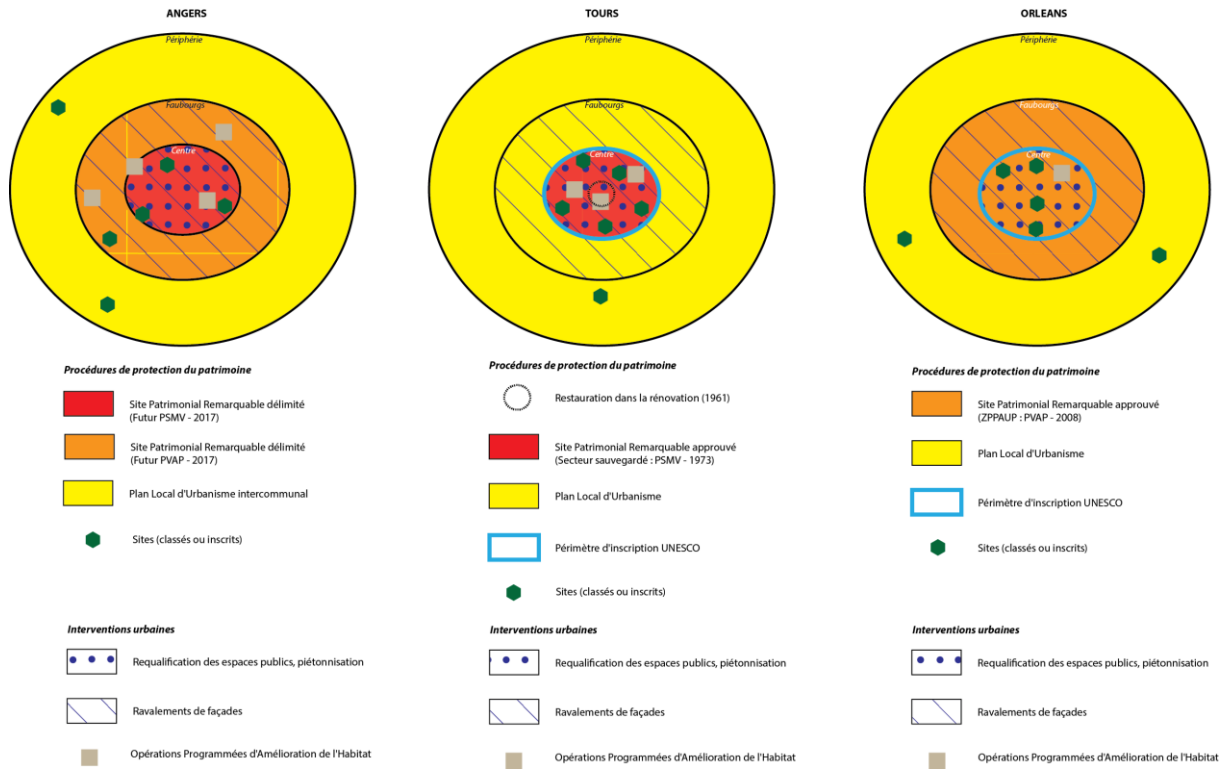 ANGERS
Périphérie
Faubourgs
Centre
Procédures de protection du patrimoine
Site Patrimonial Remarquable délimité
(Futur PSMV - 2017)
Site Patrimonial Remarquable délimité
(Futur PVAP - 2017)
Plan Local d'Urbanisme intercommunal
Sites (classés ou inscrits)
Interventions urbaines
Requalification des espaces publics, piétonnisation
Ravalements de façades
Opérations Programmées d'Amélioration de l'Habitat
TOURS
Périphérie
Faubourgs
Centre
Procédures de protection du patrimoine
Restauration dans la rénovation (1961)
Site Patrimonial Remarquable approuvé
(Secteur sauvegardé : PSMV - 1973)
Plan Local d'Urbanisme
Périmètre d'inscription UNESCO
Sites (classés ou inscrits)
Interventions urbaines
Requalification des espaces publics, piétonnisation
Ravalements de façades
Opérations Programmées d'Amélioration de l'Habitat
ORLEANS
Périphérie
Faubourgs
Centre
Procédures de protection du patrimoine
Site Patrimonial Remarquable approuvé
(ZPPAUP : PVAP - 2008)
Plan Local d'Urbanisme
Périmètre d'inscription UNESCO
Sites (classés ou inscrits)
Interventions urbaines
Requalification des espaces publics, piétonnisation
Ravalements de façades
Opérations Programmées d'Amélioration de l'Habitat